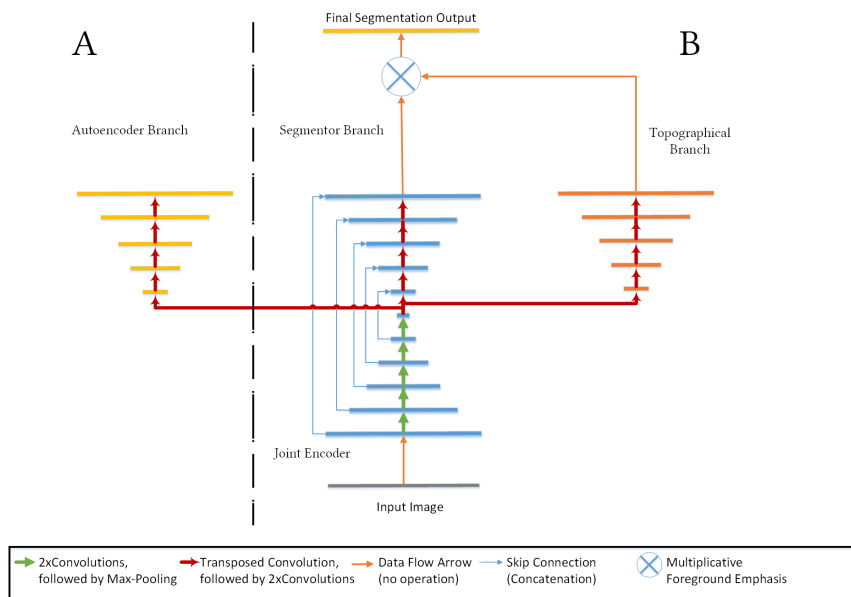 Final Segmentation Output
A
B
Autoencoder Branch
Segmentor Branch
Topographical
Branch
Joint Encoder
Input Image
2xConvolutions,
followed by Max-Pooling
Transposed Convolution,
followed by 2xConvolutions
Data Flow Arrow
(no operation)
Skip Connection
(Concatenation)
Multiplicative
Foreground Emphasis